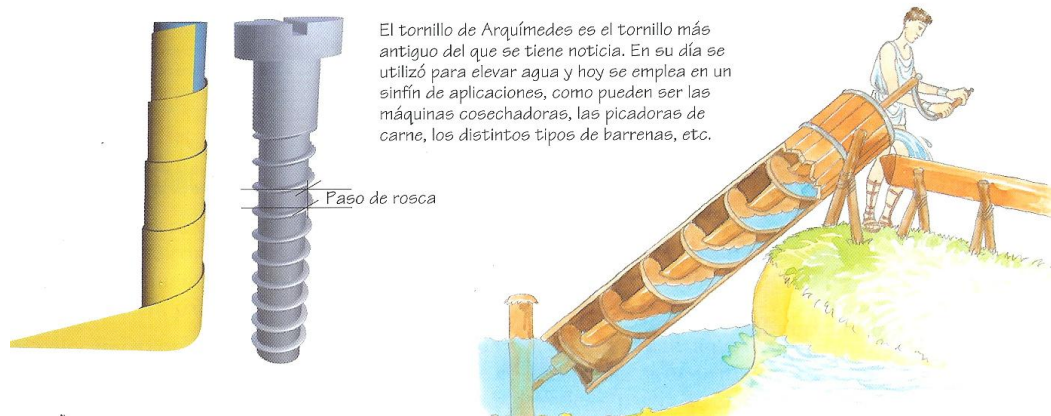 El tornillo de Arquímedes es el tornillo más
antiguo del que se tiene noticia. En su día se
utilizó para elevar agua y hoy se emplea en un
sinfín de aplicaciones, como pueden ser las
máquinas cosechadoras, las picadoras de
carne, los distintos tipos de barrenas, etc.
Paso de rosca